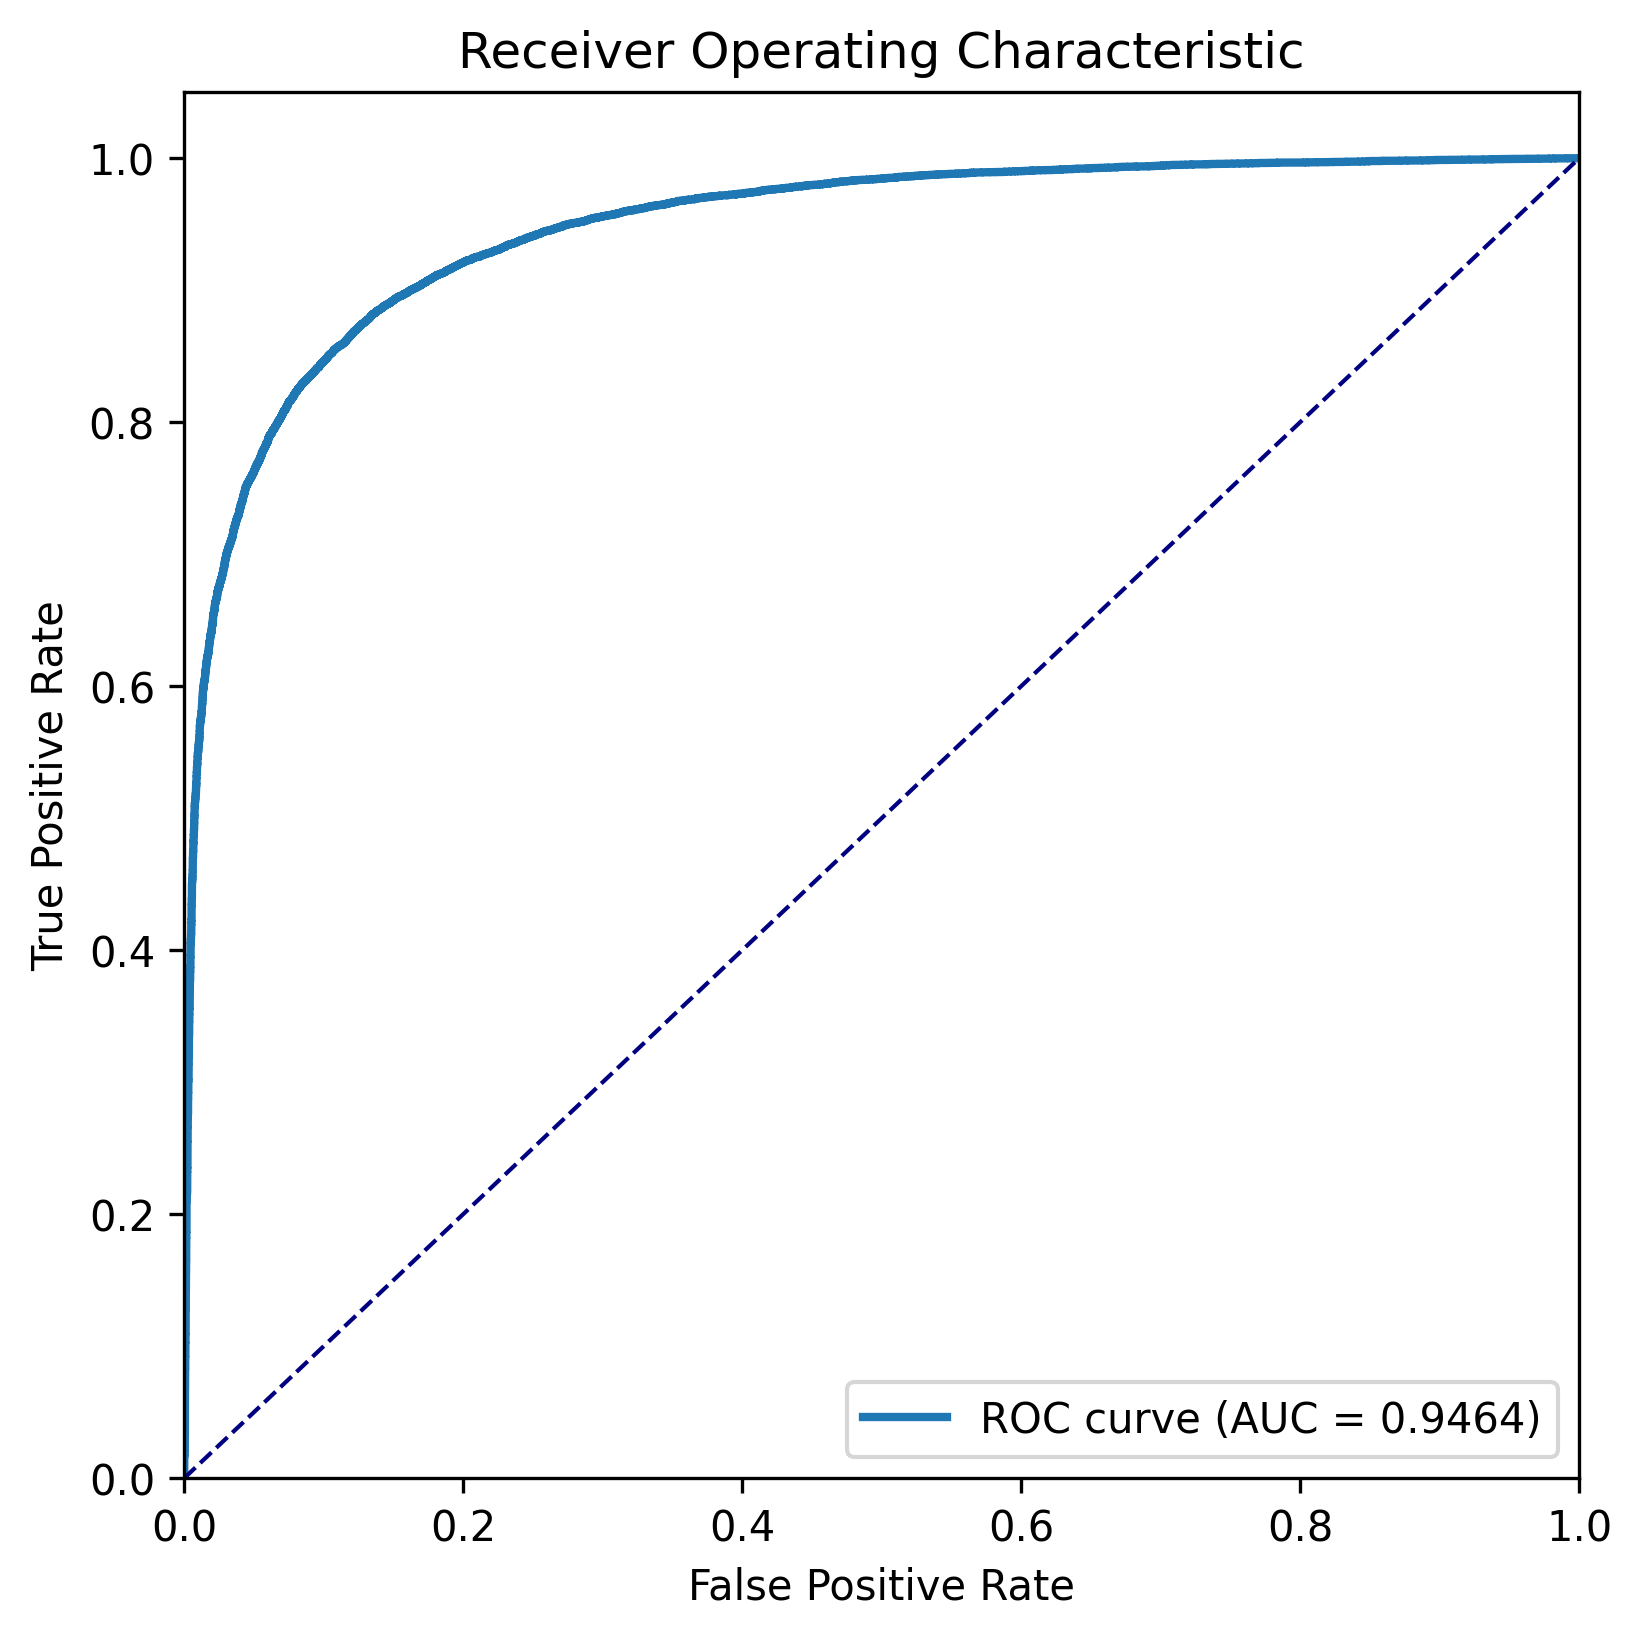 Receiver Operating Characteristic
1.0
0.8
0.6
0.4
0.2
0.0
True Positive Rate
ROC curve (AUC = 0.9464)
0.0 0.2 0.4 0.6 0.8 1.0
False Positive Rate